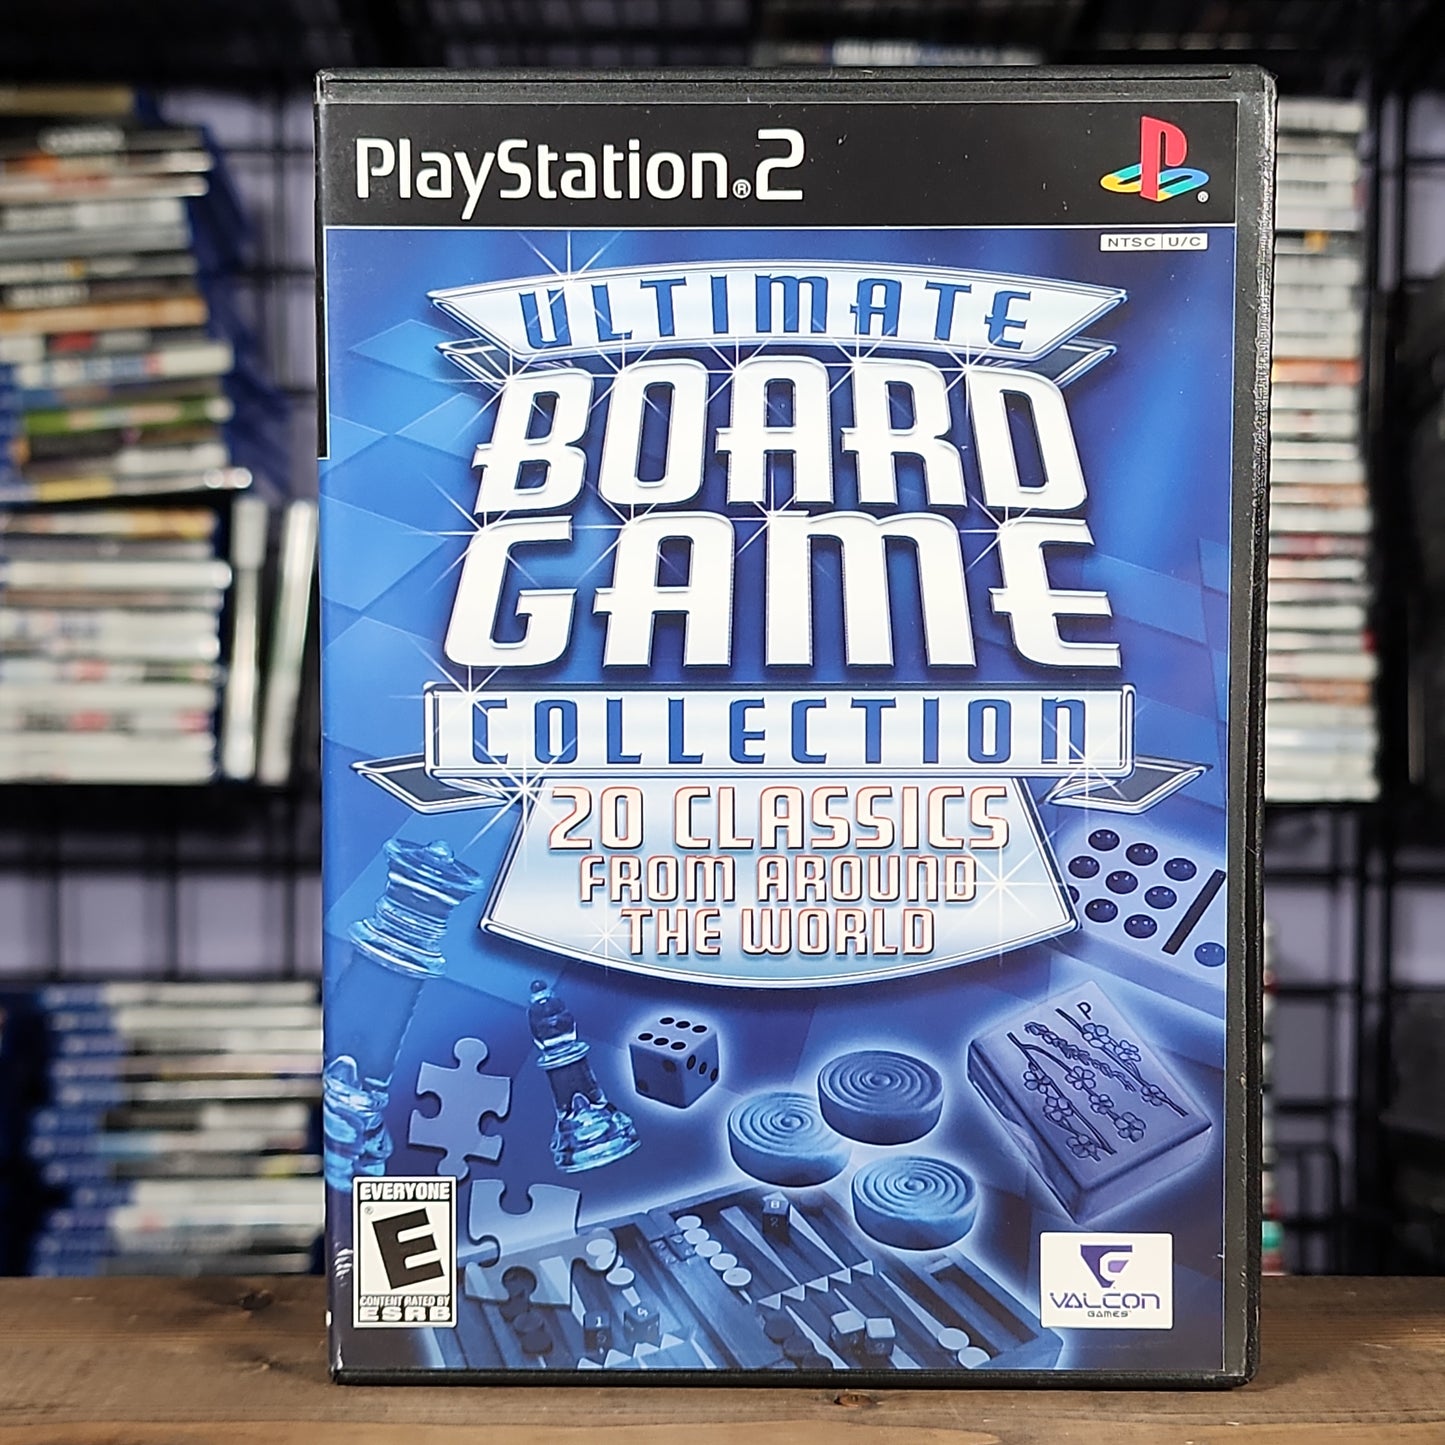 PlayStation®2
NTSC U/C
ULTIMATE
BOARD
GAME
COLLECTION
20 CLASSICS
FROM AROUND
THE WORLD
P
EVERYONE
E
CONTENT RATED BY
ESRB
VALCON
GAMES